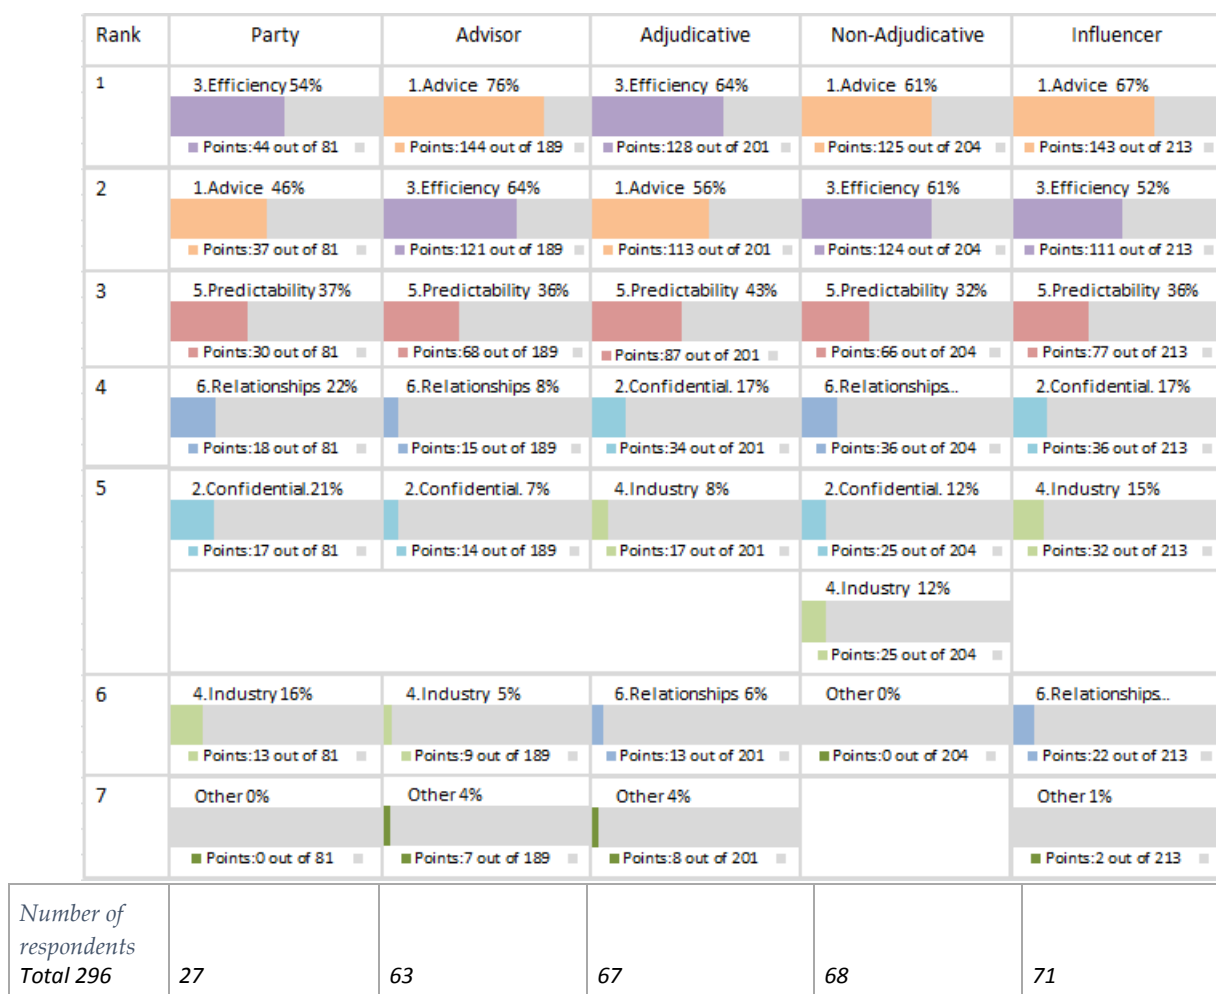 Rank Party Advisor Adjudicative Non-Adjudicative Influencer
1 3.Efficiency 54% 1.Advice 76% 3.Efficiency 64% 1.Advice 61% 1.Advice 67%
Points:44 out of 81 Points:144 out of 189 Points:128 out of 201 Points:125 out of 204 Points:143 out of 213
2 1.Advice 46% 3.Efficiency 64% 1.Advice 56% 3.Efficiency 61% 3.Efficiency 52%
Points:37 out of 81 Points:121 out of 189 Points:113 out of 201 Points:124 out of 204 Points:111 out of 213
3 5.Predictability 37% 5.Predictability 36% 5.Predictability 43% 5.Predictability 32% 5.Predictability 36%
Points:30 out of 81 Points:68 out of 189 Points:87 out of 201 Points:66 out of 204 Points:77 out of 213
4 6.Relationships 22% 6.Relationships 8% 2.Confidential. 17% 6.Relationships... 2.Confidential. 17%
Points:18 out of 81 Points:15 out of 189 Points:34 out of 201 Points:36 out of 204 Points:36 out of 213
5 2.Confidential.21% 2.Confidential. 7% 4.Industry 8% 2.Confidential. 12% 4.Industry 15%
Points:17 out of 81 Points:14 out of 189 Points:17 out of 201 Points:25 out of 204 Points:32 out of 213
4.Industry 12%
Points:25 out of 204
6 4.Industry 16% 4.Industry 5% 6.Relationships 6% Other 0% 6.Relationships...
Points:13 out of 81 Points:9 out of 189 Points:13 out of 201 Points:0 out of 204 Points:22 out of 213
7 Other 0% Other 4% Other 4% Other 1%
Points:0 out of 81 Points:7 out of 189 Points:8 out of 201 Points:2 out of 213
Number of
respondents
Total 296 27 63 67 68 71